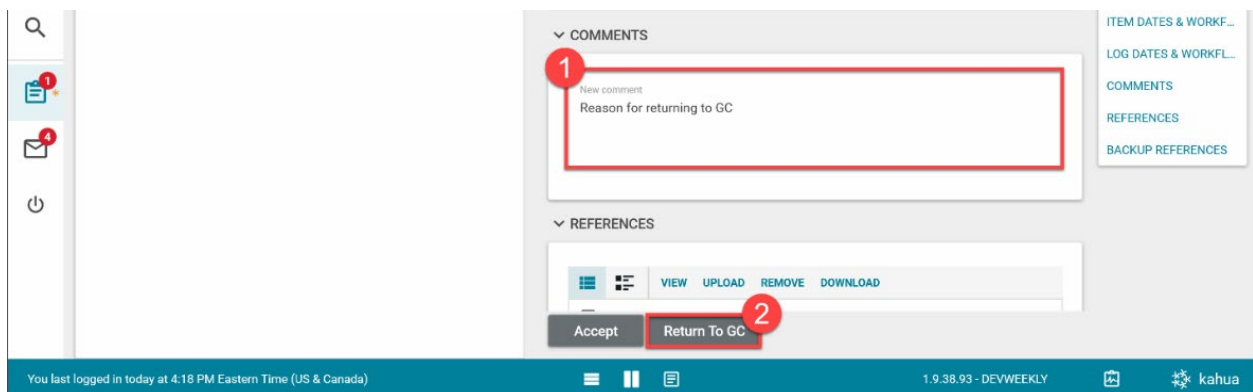 COMMENTS
1
New comment
Reason for returning to GC
REFERENCES
VIEW UPLOAD REMOVE DOWNLOAD
Accept Return To GC 2
ITEM DATES & WORKF...
LOG DATES & WORKFL...
COMMENTS
REFERENCES
BACKUP REFERENCES
1
4
You last logged in today at 4:18 PM Eastern Time (US & Canada) 1.9.38.93 - DEVWEEKLY kahua